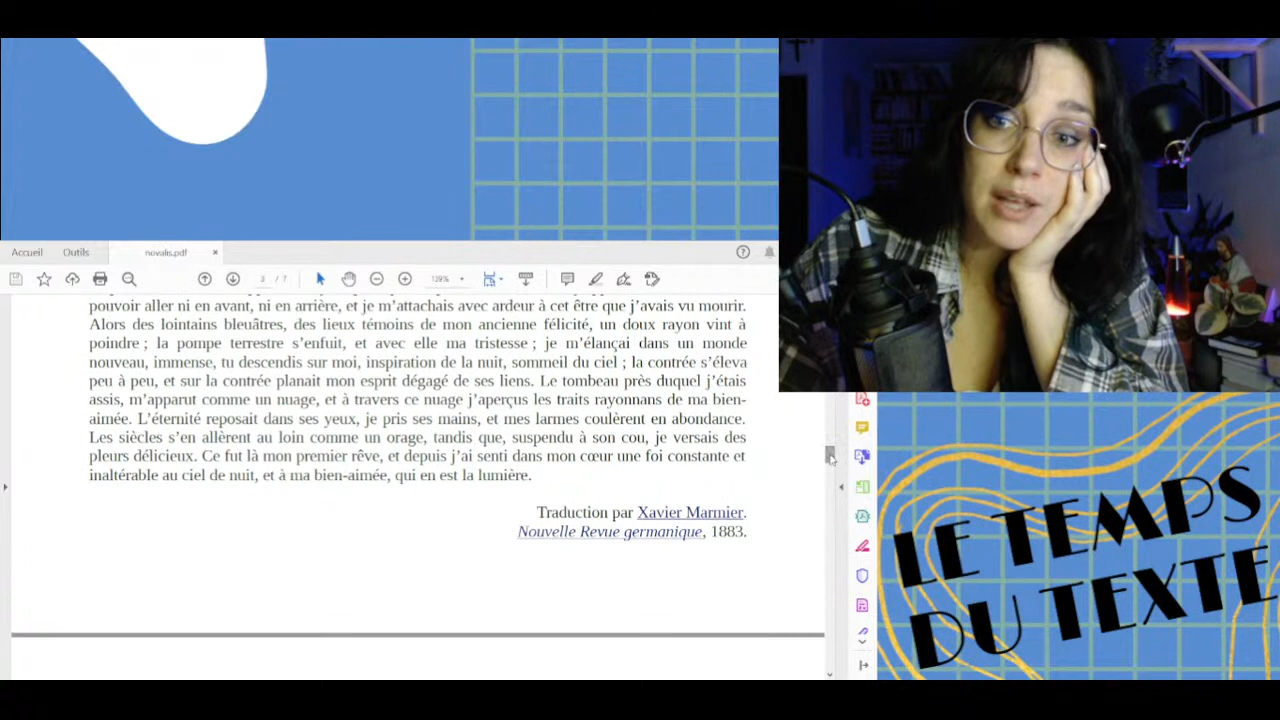 Accueil Outils novalis.pdf
3 / 7 139%
pouvoir aller ni en avant, ni en arrière, et je m’attachais avec ardeur à cet être que j’avais vu mourir.
Alors des lointains bleuâtres, des lieux témoins de mon ancienne félicité, un doux rayon vint à
poindre ; la pompe terrestre s’enfuit, et avec elle ma tristesse ; je m’élançai dans un monde
nouveau, immense, tu descendis sur moi, inspiration de la nuit, sommeil du ciel ; la contrée s’éleva
peu à peu, et sur la contrée planait mon esprit dégagé de ses liens. Le tombeau près duquel j’étais
assis, m’apparut comme un nuage, et à travers ce nuage j’aperçus les traits rayonnans de ma bien-
aimée. L’éternité reposait dans ses yeux, je pris ses mains, et mes larmes coulèrent en abondance.
Les siècles s’en allèrent au loin comme un orage, tandis que, suspendu à son cou, je versais des
pleurs délicieux. Ce fut là mon premier rêve, et depuis j’ai senti dans mon cœur une foi constante et
inaltérable au ciel de nuit, et à ma bien-aimée, qui en est la lumière.
Traduction par Xavier Marmier.
Nouvelle Revue germanique, 1883.
LE TEMPS
DU TEXTE